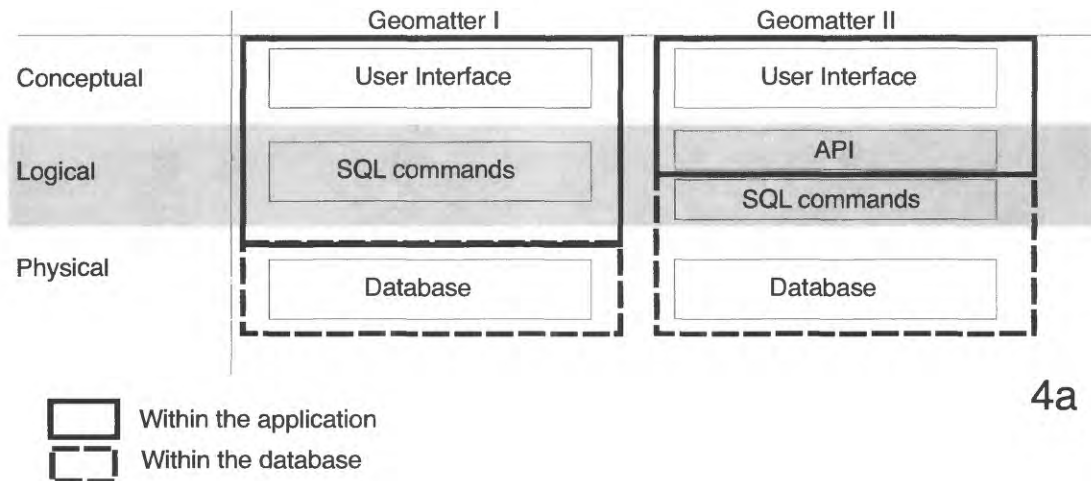 Geomatter I
Geomatter II
Conceptual
User Interface
User Interface
Logical
SQL commands
API
SQL commands
Physical
Database
Database
4a
Within the application
Within the database